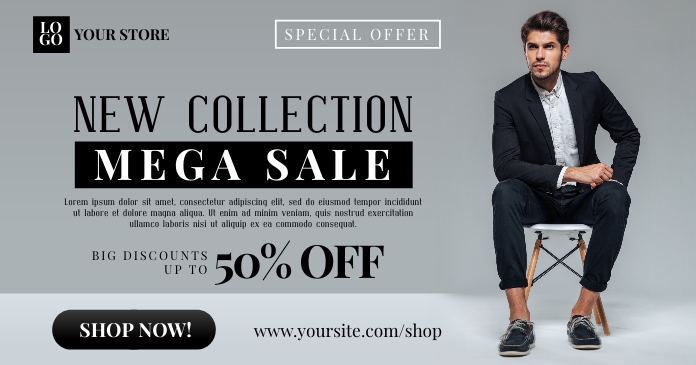 LO
GO
YOUR STORE
SPECIAL OFFER
NEW COLLECTION
MEGA SALE
Lorem ipsum dolor sit amet, consectetur adipiscing elit, sed do eiusmod tempor incididunt
ut labore et dolore magna aliqua. Ut enim ad minim veniam, quis nostrud exercitation
ullamco laboris nisi ut aliquip ex ea commodo consequat.
BIG DISCOUNTS
UP TO
50% OFF
SHOP NOW!
www.yoursite.com/shop